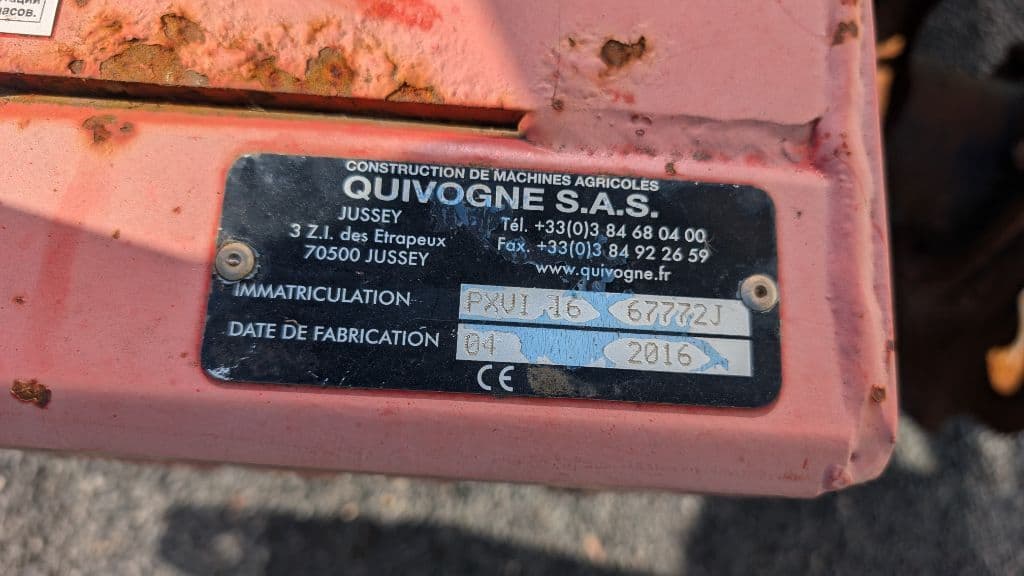 часов.
CONSTRUCTION DE MACHINES AGRICOLES
QUIVOGNE S.A.S.
JUSSEY
3 Z.I. des Etrapeux
70500 JUSSEY
Tél. +33(0)3 84 68 04 00
Fax. +33(0)3 84 92 26 59
www.quivogne.fr
IMMATRICULATION PXVI 16 67772J
DATE DE FABRICATION 04 2016
CE